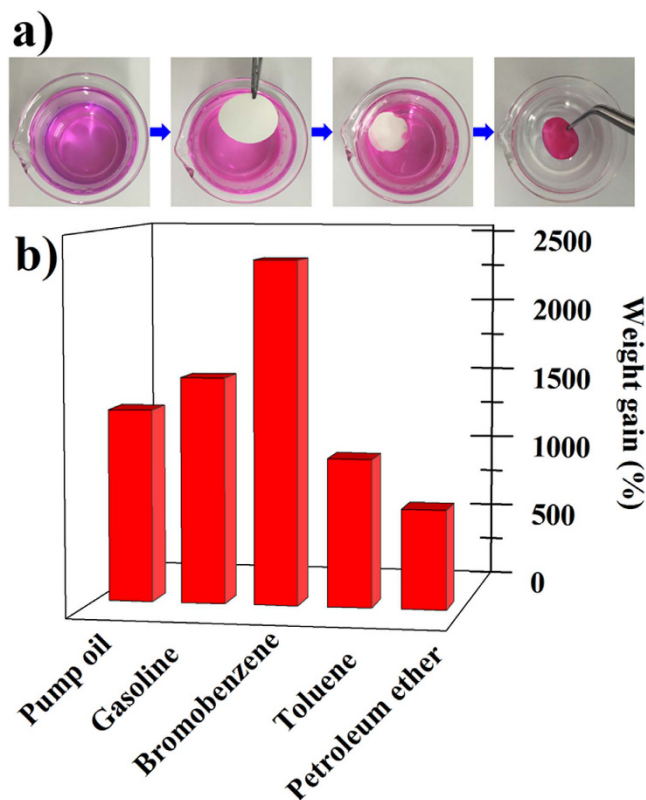 a)
b)
2500
2000
1500
1000
500
0
Weight gain (%)
Pump oil
Gasoline
Bromobenzene
Toluene
Petroleum ether